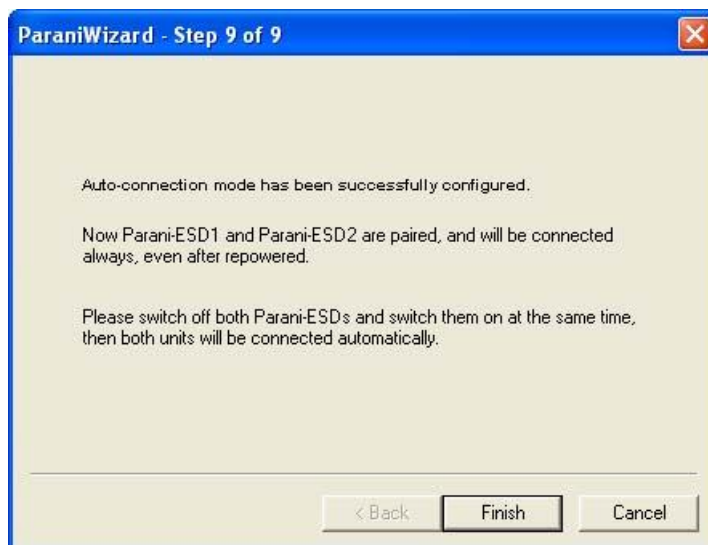 ParaniWizard - Step 9 of 9
Auto-connection mode has been successfully configured.
Now Parani-ESD1 and Parani-ESD2 are paired, and will be connected
always, even after repowered.
Please switch off both Parani-ESDs and switch them on at the same time,
then both units will be connected automatically.
< Back Finish Cancel